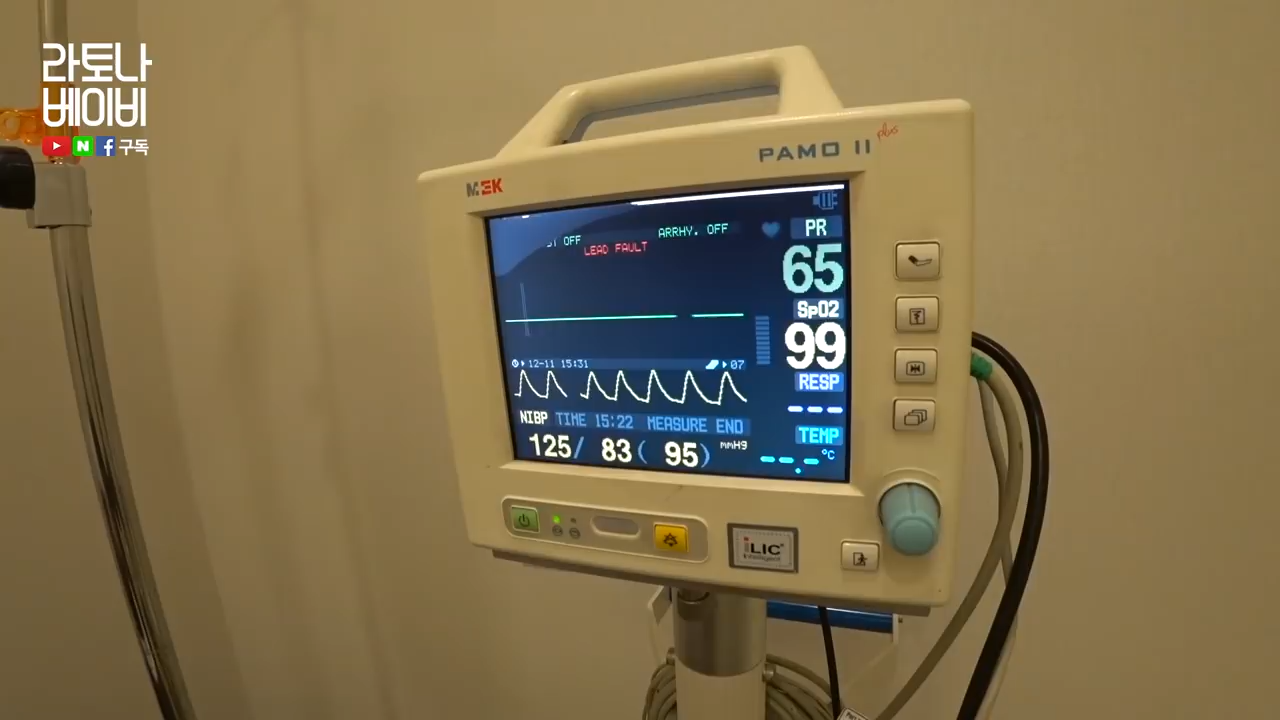 라토나
베이비
N f 구독
MEK
PAMO II plus
ST OFF
ARRHY. OFF
LEAD FAULT
PR
65
SpO2
99
12-11 15:31
07
RESP
---
NIBP TIME 15:22 MEASURE END
125/ 83( 95) mmHg
TEMP
--.- °C
iLIC
intelligent